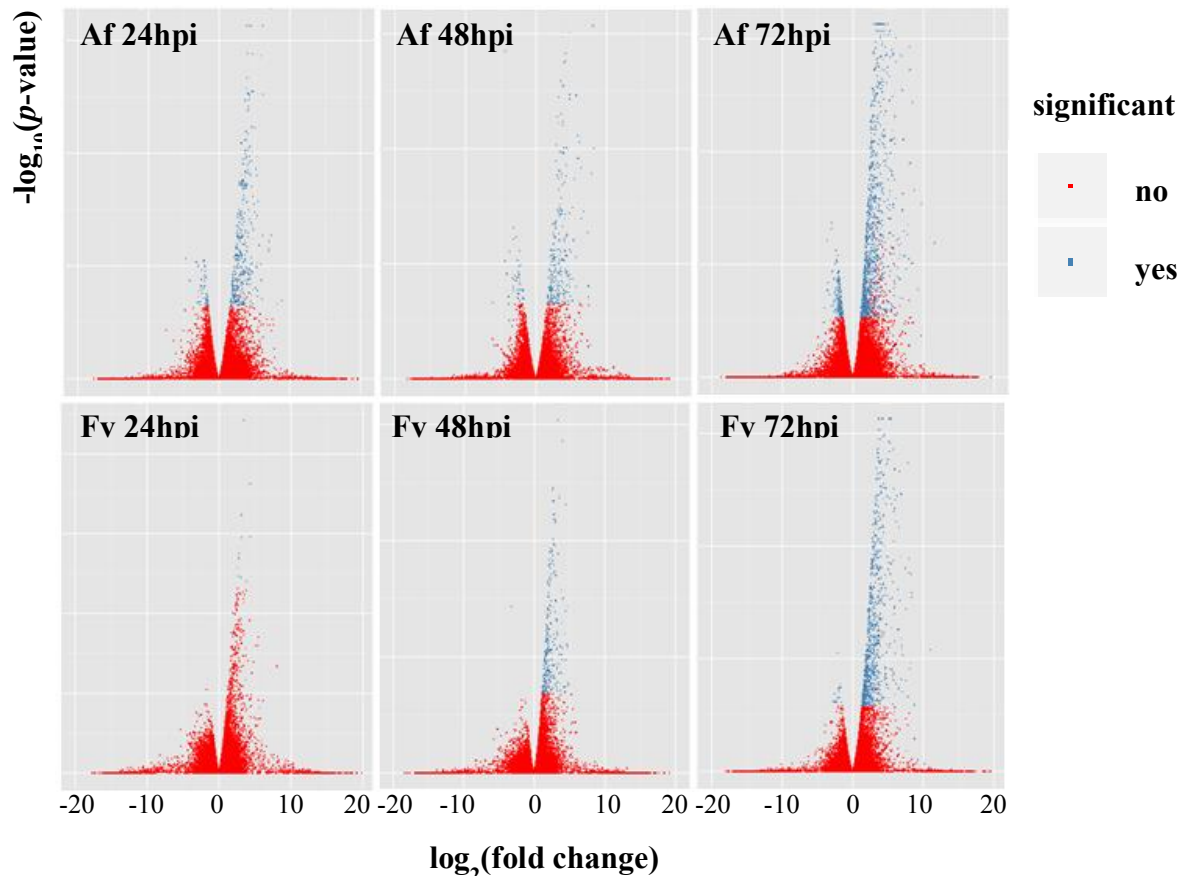 Af 24hpi
Af 48hpi
Af 72hpi
-log₁₀(p-value)
significant
no
yes
Fv 24hpi
Fv 48hpi
Fv 72hpi
-20 -10 0 10 20 -10 0 10 20 -20 -10 0 10 20
log₂(fold change)